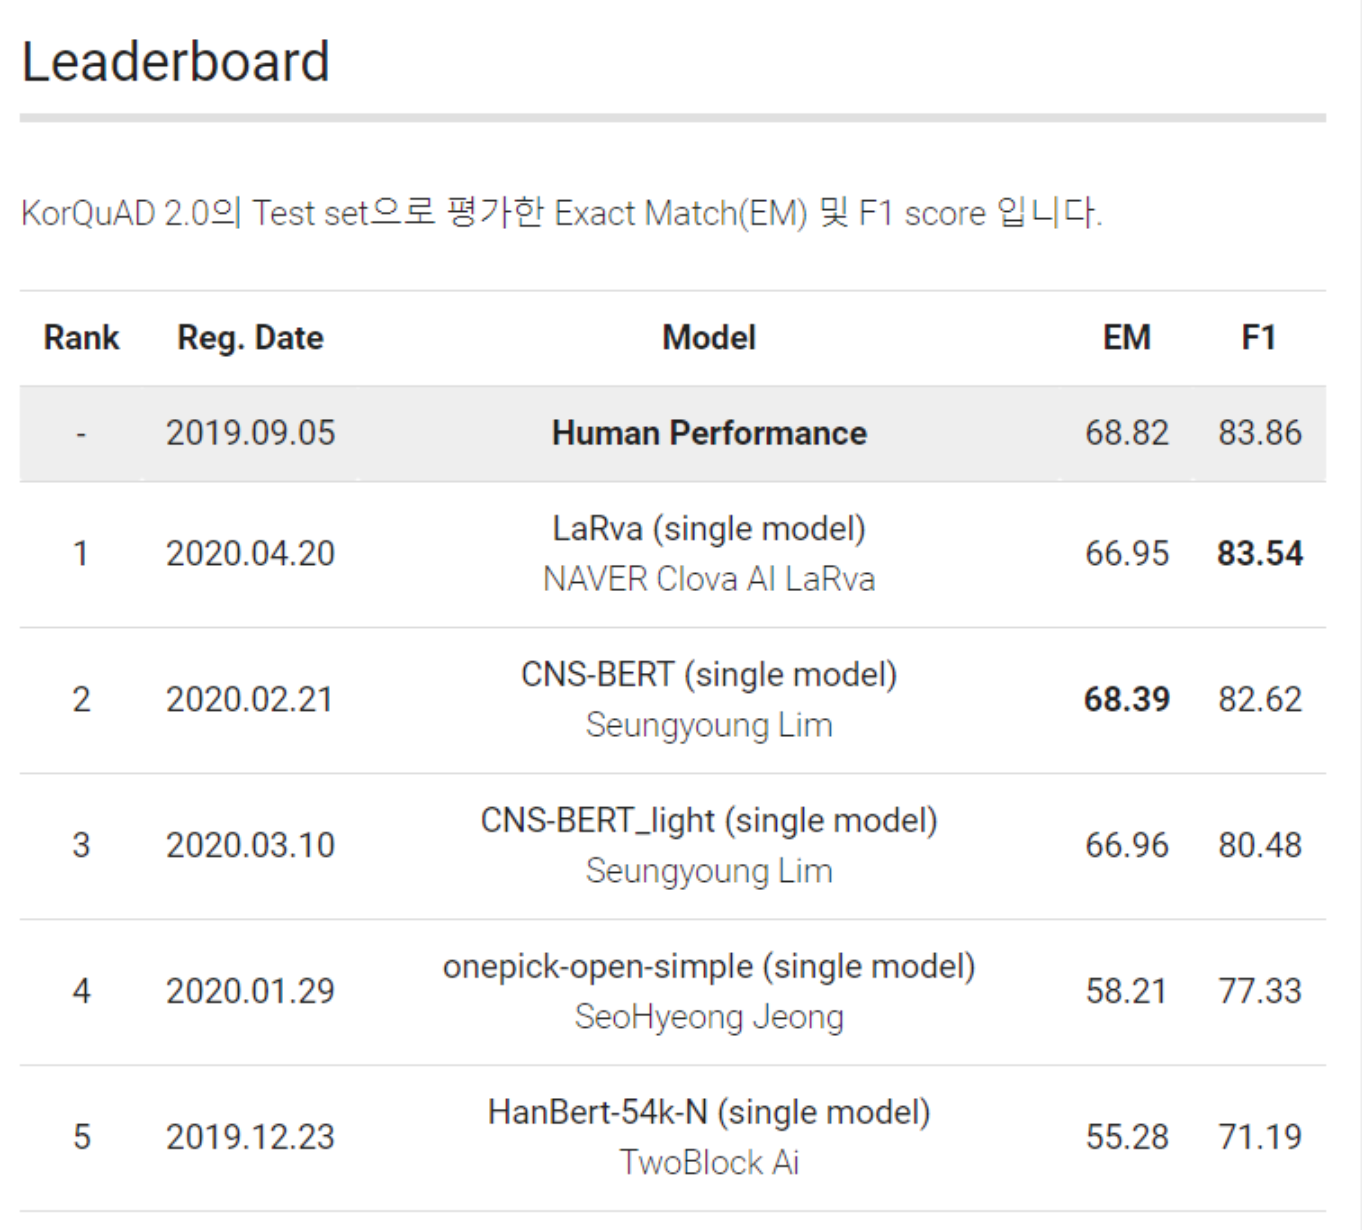 Leaderboard
KorQuAD 2.0의 Test set으로 평가한 Exact Match(EM) 및 F1 score 입니다.
Rank Reg. Date Model EM F1
- 2019.09.05 Human Performance 68.82 83.86
1 2020.04.20 LaRva (single model) 66.95 83.54
NAVER Clova AI LaRva
2 2020.02.21 CNS-BERT (single model) 68.39 82.62
Seungyoung Lim
3 2020.03.10 CNS-BERT_light (single model) 66.96 80.48
Seungyoung Lim
4 2020.01.29 onepick-open-simple (single model) 58.21 77.33
SeoHyeong Jeong
5 2019.12.23 HanBert-54k-N (single model) 55.28 71.19
TwoBlock Ai